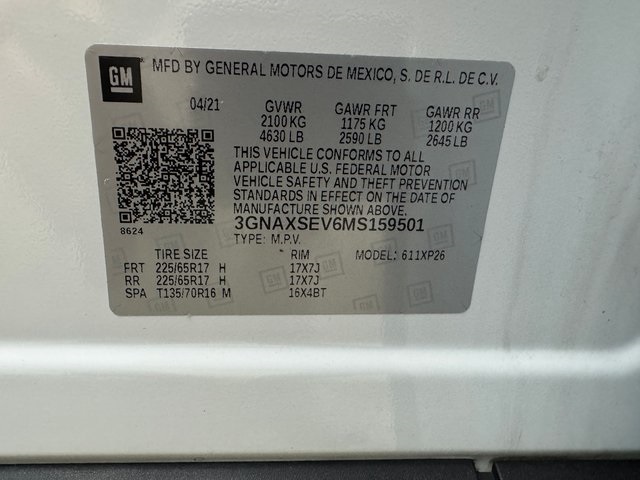 GM
MFD BY GENERAL MOTORS DE MEXICO, S. DE R.L. DE C.V.
04/21 GVWR GAWR FRT GAWR RR
2100 KG 1175 KG 1200 KG
4630 LB 2590 LB 2645 LB
THIS VEHICLE CONFORMS TO ALL
APPLICABLE U.S. FEDERAL MOTOR
VEHICLE SAFETY AND THEFT PREVENTION
STANDARDS IN EFFECT ON THE DATE OF
MANUFACTURE SHOWN ABOVE.
8624 3GNAXSEV6MS159501
TYPE: M.P.V.
TIRE SIZE RIM MODEL: 611XP26
FRT 225/65R17 H 17X7J
RR 225/65R17 H 17X7J
SPA T135/70R16 M 16X4BT